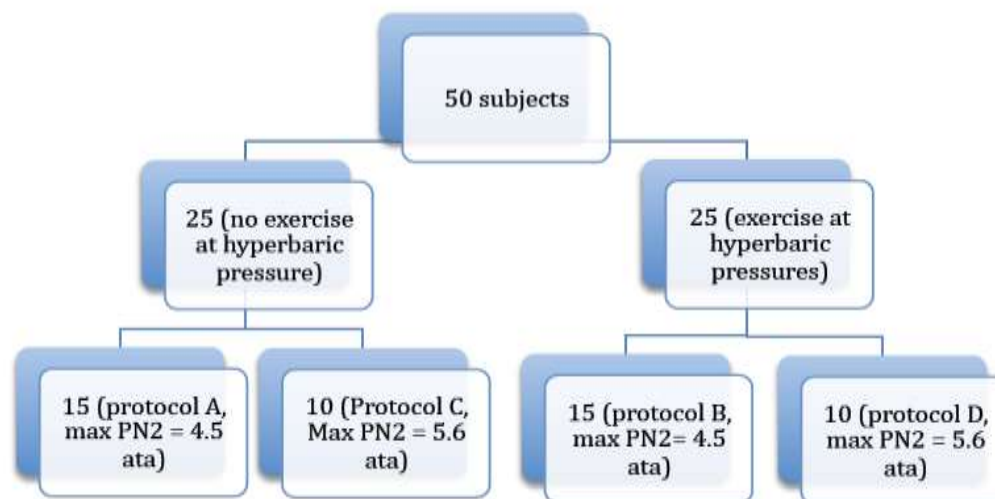 50 subjects
25 (no exercise
at hyperbaric
pressure)
25 (exercise at
hyperbaric
pressures)
15 (protocol A,
max PN2 = 4.5
ata)
10 (Protocol C,
Max PN2 = 5.6
ata)
15 (protocol B,
max PN2= 4.5
ata)
10 (protocol D,
max PN2 = 5.6
ata)